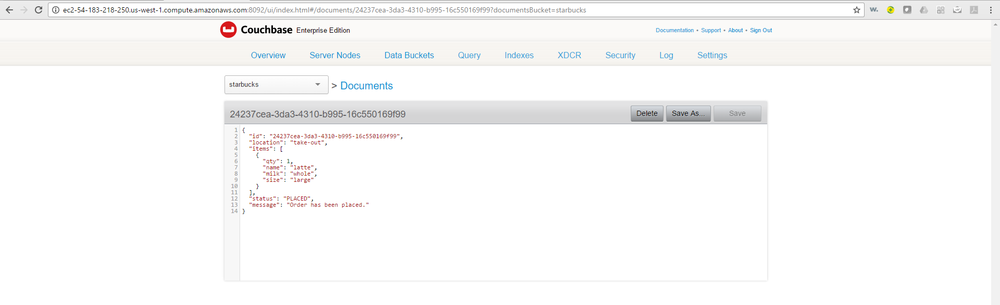 ec2-54-183-218-250.us-west-1.compute.amazonaws.com:8092/ui/index.html#/documents/24237cea-3da3-4310-b995-16c550169f99?documentsBucket=starbucks
w.
Couchbase Enterprise Edition
Documentation • Support • About • Sign Out
Overview Server Nodes Data Buckets Query Indexes XDCR Security Log Settings
starbucks > Documents
24237cea-3da3-4310-b995-16c550169f99 Delete Save As... Save
1 {
2 "id": "24237cea-3da3-4310-b995-16c550169f99",
3 "location": "take-out",
4 "items": [
5 {
6 "qty": 1,
7 "name": "latte",
8 "milk": "whole",
9 "size": "large"
10 }
11 ],
12 "status": "PLACED",
13 "message": "Order has been placed."
14 }